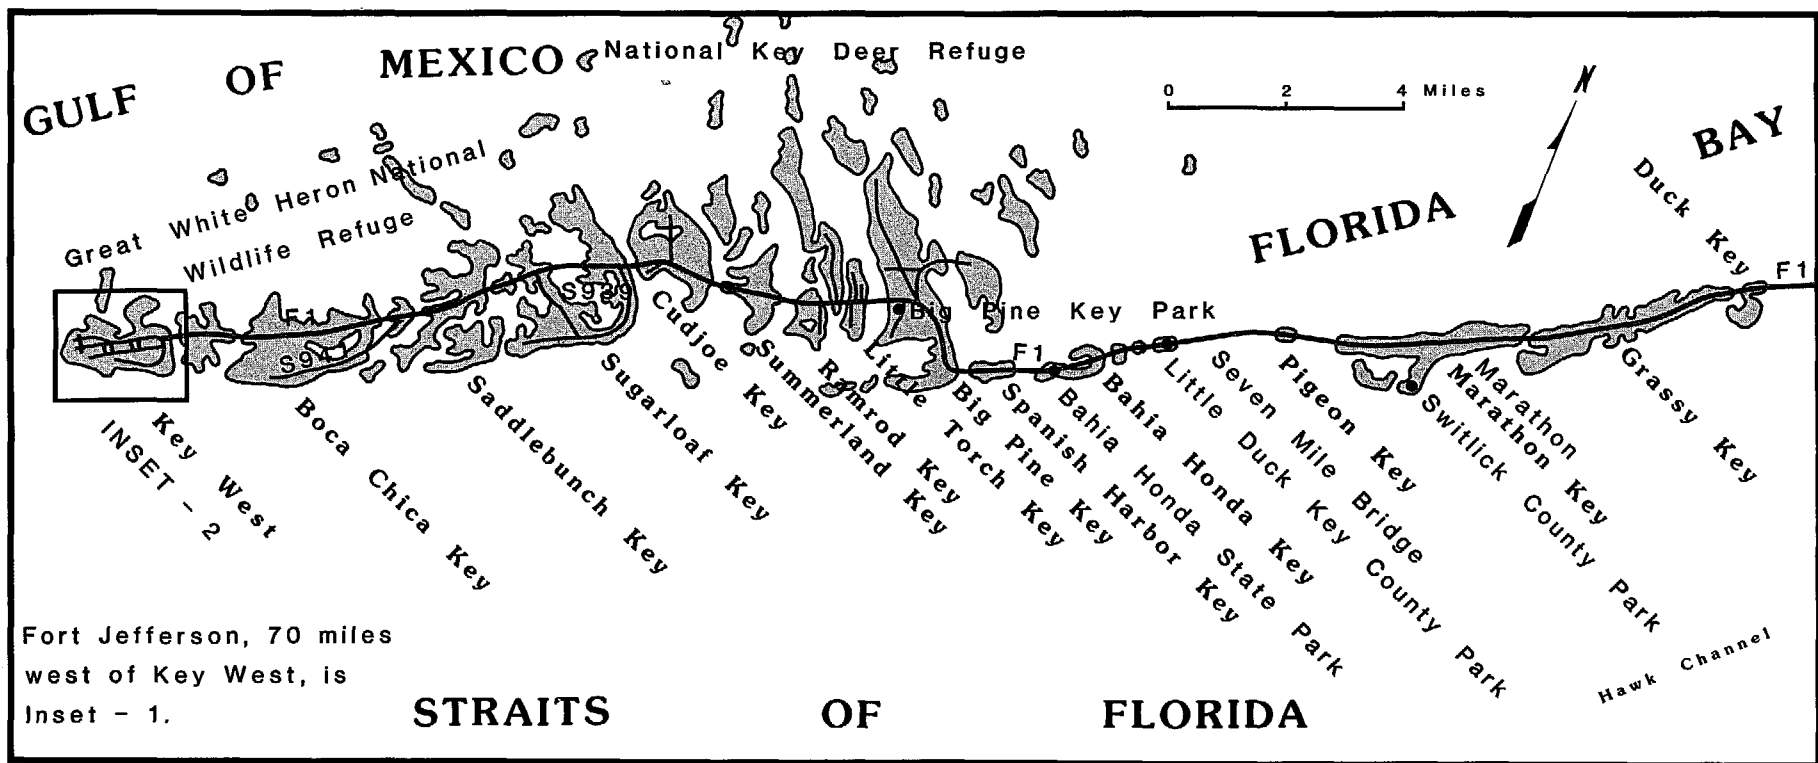 GULF OF MEXICO
National Key Deer Refuge
0 2 4 Miles
N
BAY
FLORIDA
Duck Key
F1
Great White Heron National
Wildlife Refuge
F1
S941
S939
Big Pine Key Park
F1
INSET - 2
Key West
Boca Chica Key
Saddlebunch Key
Sugarloaf Key
Cudjoe Key
Summerland Key
Ramrod Key
Little Torch Key
Big Pine Key
Spanish Harbor Key
Bahia Honda State Park
Bahia Honda Key
Little Duck Key County Park
Seven Mile Bridge
Pigeon Key
Marathon Key
Marathon
Switlick County Park
Grassy Key
Hawk Channel
Fort Jefferson, 70 miles
west of Key West, is
Inset - 1.
STRAITS OF FLORIDA